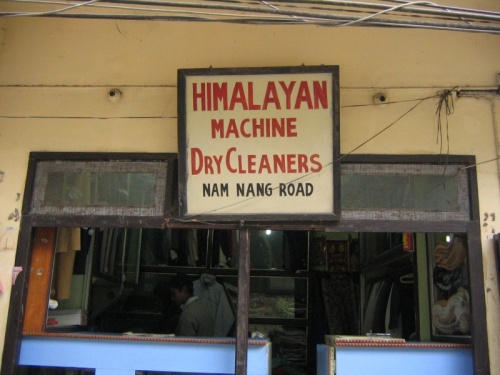 HIMALAYAN
MACHINE
DRY CLEANERS
NAM NANG ROAD